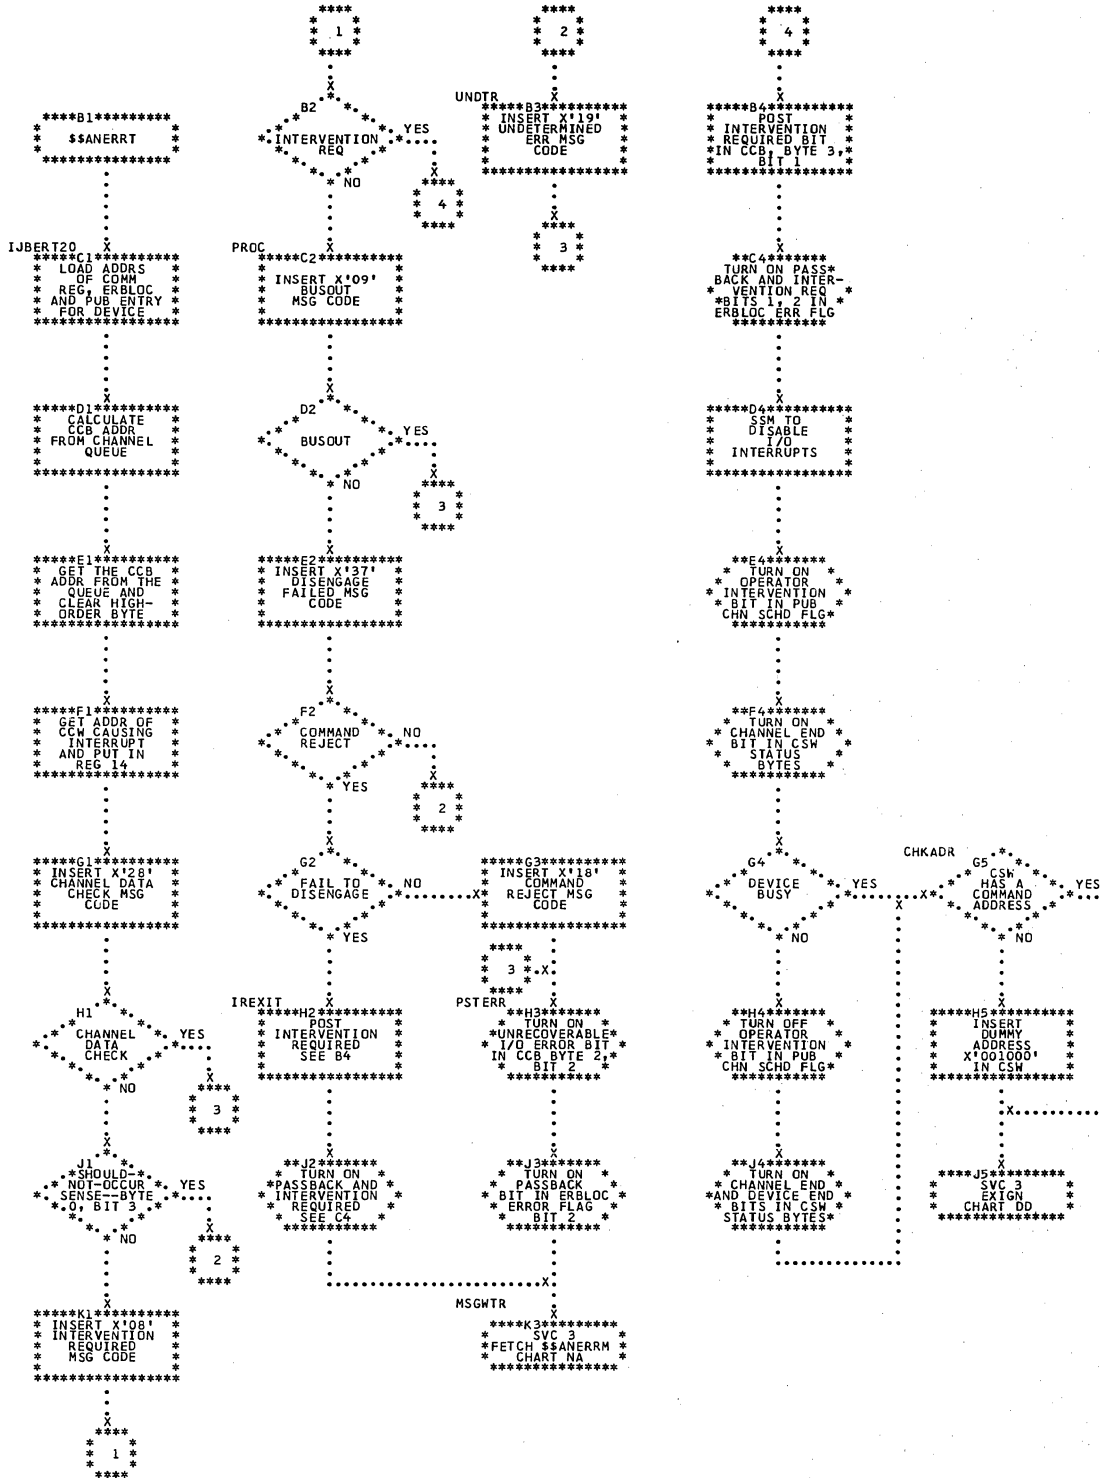 1
B2
INTERVENTION
REQ
YES
NO
4
PROC
C2
INSERT X'09'
BUSOUT
MSG CODE
D2
BUSOUT
YES
NO
3
E2
INSERT X'37'
DISENGAGE
FAILED MSG
CODE
F2
COMMAND
REJECT
NO
YES
2
G2
FAIL TO
DISENGAGE
NO
YES
IREXIT
H2
POST
INTERVENTION
REQUIRED
SEE B4
J2
TURN ON
PASSBACK AND
INTERVENTION
REQUIRED
SEE C4
B1
$$ANERRT
IJBERT20
C1
LOAD ADDRS
OF COMM
REG, ERBLOC
AND PUB ENTRY
FOR DEVICE
D1
CALCULATE
CCB ADDR
FROM CHANNEL
QUEUE
E1
GET THE CCB
ADDR FROM THE
QUEUE AND
CLEAR HIGH-
ORDER BYTE
F1
GET ADDR OF
CCW CAUSING
INTERRUPT
AND PUT IN
REG 14
G1
INSERT X'28'
CHANNEL DATA
CHECK MSG
CODE
H1
CHANNEL
DATA
CHECK
YES
NO
3
J1
SHOULD-
NOT-OCCUR
SENSE--BYTE
0, BIT 3
YES
NO
2
K1
INSERT X'08'
INTERVENTION
REQUIRED
MSG CODE
1
2
UNDTR
B3
INSERT X'19'
UNDETERMINED
ERR MSG
CODE
3
G3
INSERT X'18'
COMMAND
REJECT MSG
CODE
3
PSTERR
H3
TURN ON
UNRECOVERABLE
I/O ERROR BIT
IN CCB BYTE 2,
BIT 2
J3
TURN ON
PASSBACK
BIT IN ERBLOC
ERROR FLAG
BIT 2
MSGWTR
K3
SVC 3
FETCH $$ANERRM
CHART NA
4
B4
POST
INTERVENTION
REQUIRED BIT
IN CCB, BYTE 3,
BIT 1
C4
TURN ON PASS
BACK AND INTER-
VENTION REQ
BITS 1, 2 IN
ERBLOC ERR FLG
D4
SSM TO
DISABLE
I/O
INTERRUPTS
E4
TURN ON
OPERATOR
INTERVENTION
BIT IN PUB
CHN SCHD FLG
F4
TURN ON
CHANNEL END
BIT IN CSW
STATUS
BYTES
G4
DEVICE
BUSY
YES
NO
H4
TURN OFF
OPERATOR
INTERVENTION
BIT IN PUB
CHN SCHD FLG
J4
TURN ON
CHANNEL END
AND DEVICE END
BITS IN CSW
STATUS BYTES
CHKADR
G5
CSW
HAS A
COMMAND
ADDRESS
YES
NO
H5
INSERT
DUMMY
ADDRESS
X'001000'
IN CSW
J5
SVC 3
EXIGN
CHART DD